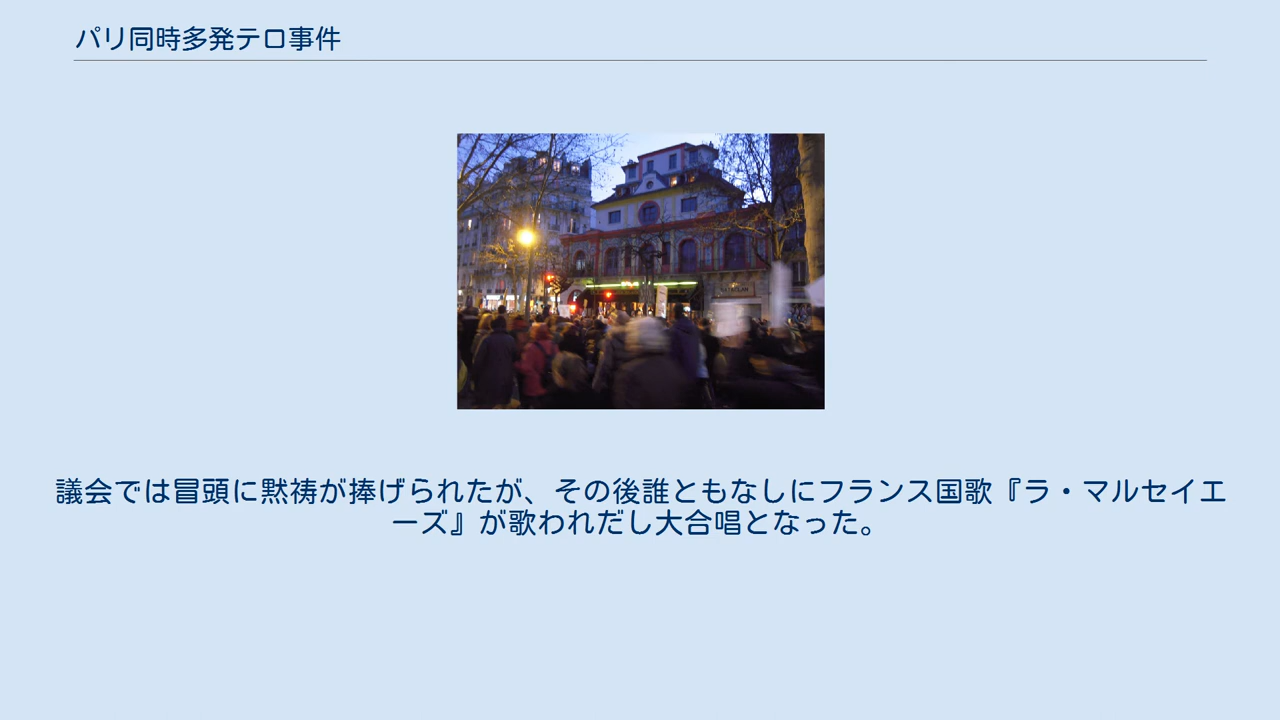 パリ同時多発テロ事件
議会では冒頭に黙祷が捧げられたが、その後誰ともなしにフランス国歌『ラ・マルセイエ
ーズ』が歌われだし大合唱となった。